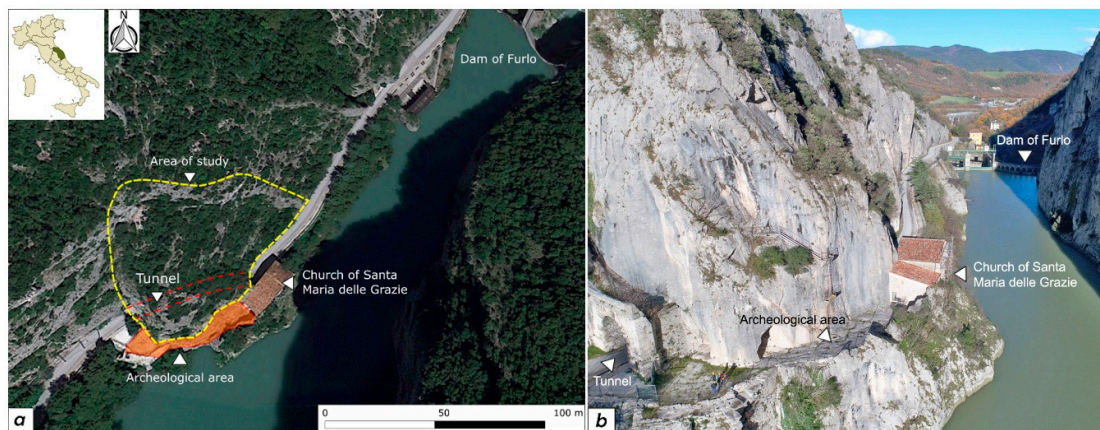 N
Dam of Furlo
Area of study
Tunnel
Church of Santa
Maria delle Grazie
Archeological area
0 50 100 m
a
Dam of Furlo
Church of Santa
Maria delle Grazie
Archeological area
Tunnel
b